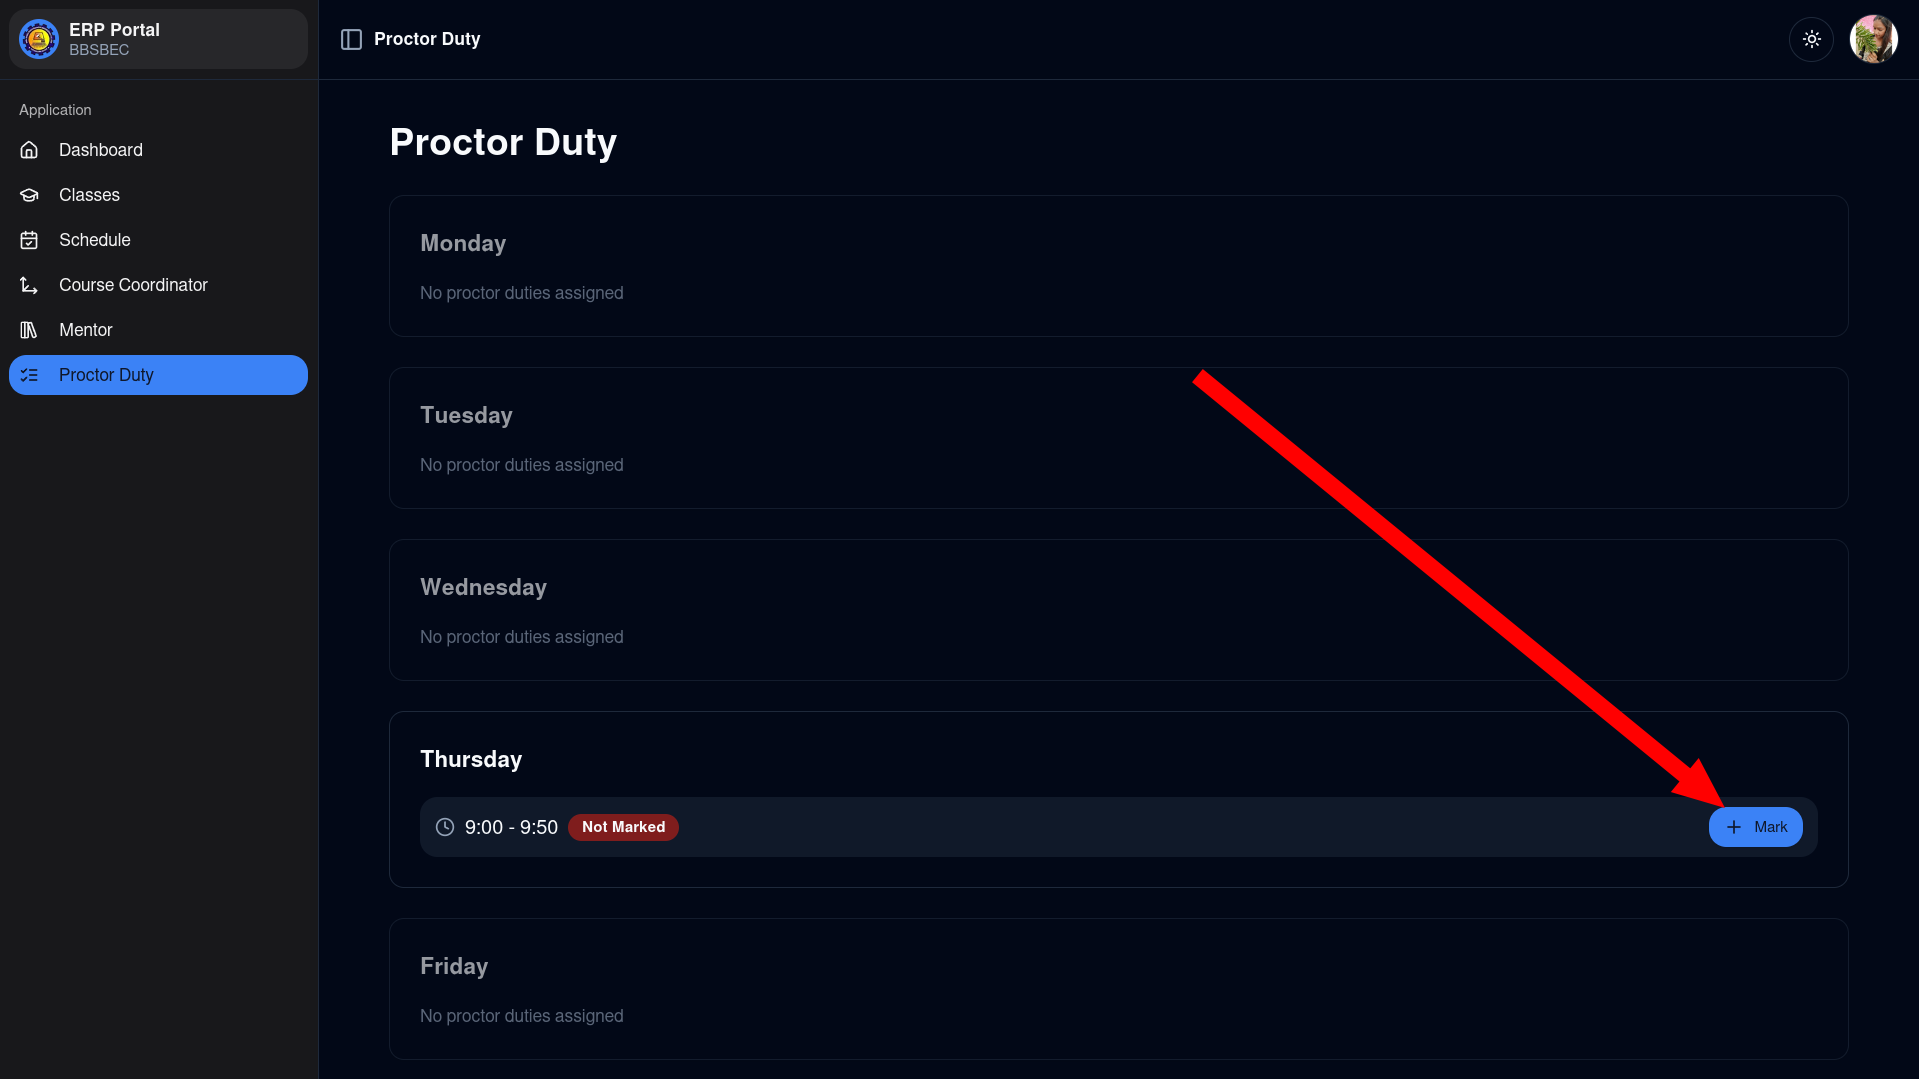 ERP Portal
BBSBEC
Application
Dashboard
Classes
Schedule
Course Coordinator
Mentor
Proctor Duty
Proctor Duty
Proctor Duty
Monday
No proctor duties assigned
Tuesday
No proctor duties assigned
Wednesday
No proctor duties assigned
Thursday
9:00 - 9:50 Not Marked
Mark
Friday
No proctor duties assigned